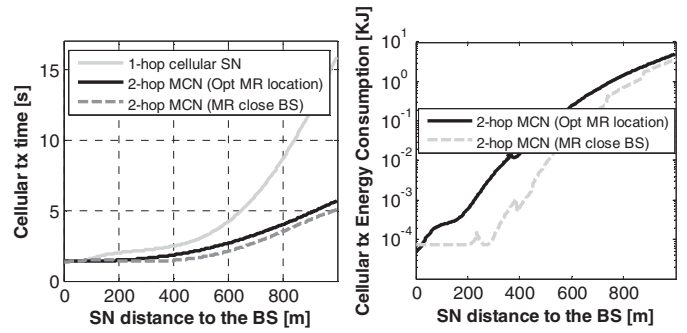 Cellular tx time [s]
15
10
5
0
1-hop cellular SN
2-hop MCN (Opt MR location)
2-hop MCN (MR close BS)
0 200 400 600 800
SN distance to the BS [m]
Cellular tx Energy Consumption [KJ]
10^1
10^0
10^-1
10^-2
10^-3
10^-4
2-hop MCN (Opt MR location)
2-hop MCN (MR close BS)
0 200 400 600 800
SN distance to the BS [m]